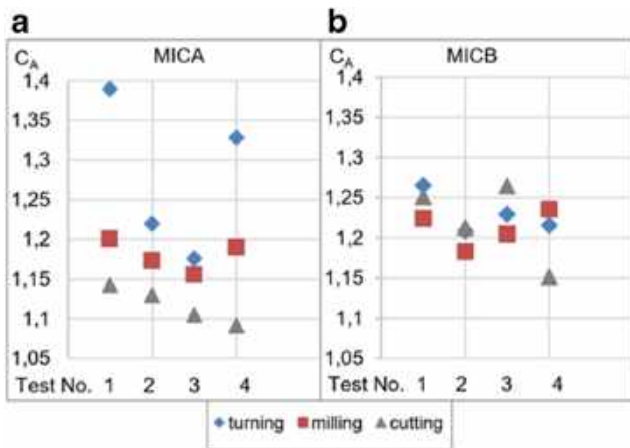 a
MICA
C_A
1,4
1,35
1,3
1,25
1,2
1,15
1,1
1,05
Test No. 1 2 3 4
b
MICB
C_A
1,4
1,35
1,3
1,25
1,2
1,15
1,1
1,05
Test No. 1 2 3 4
turning milling cutting